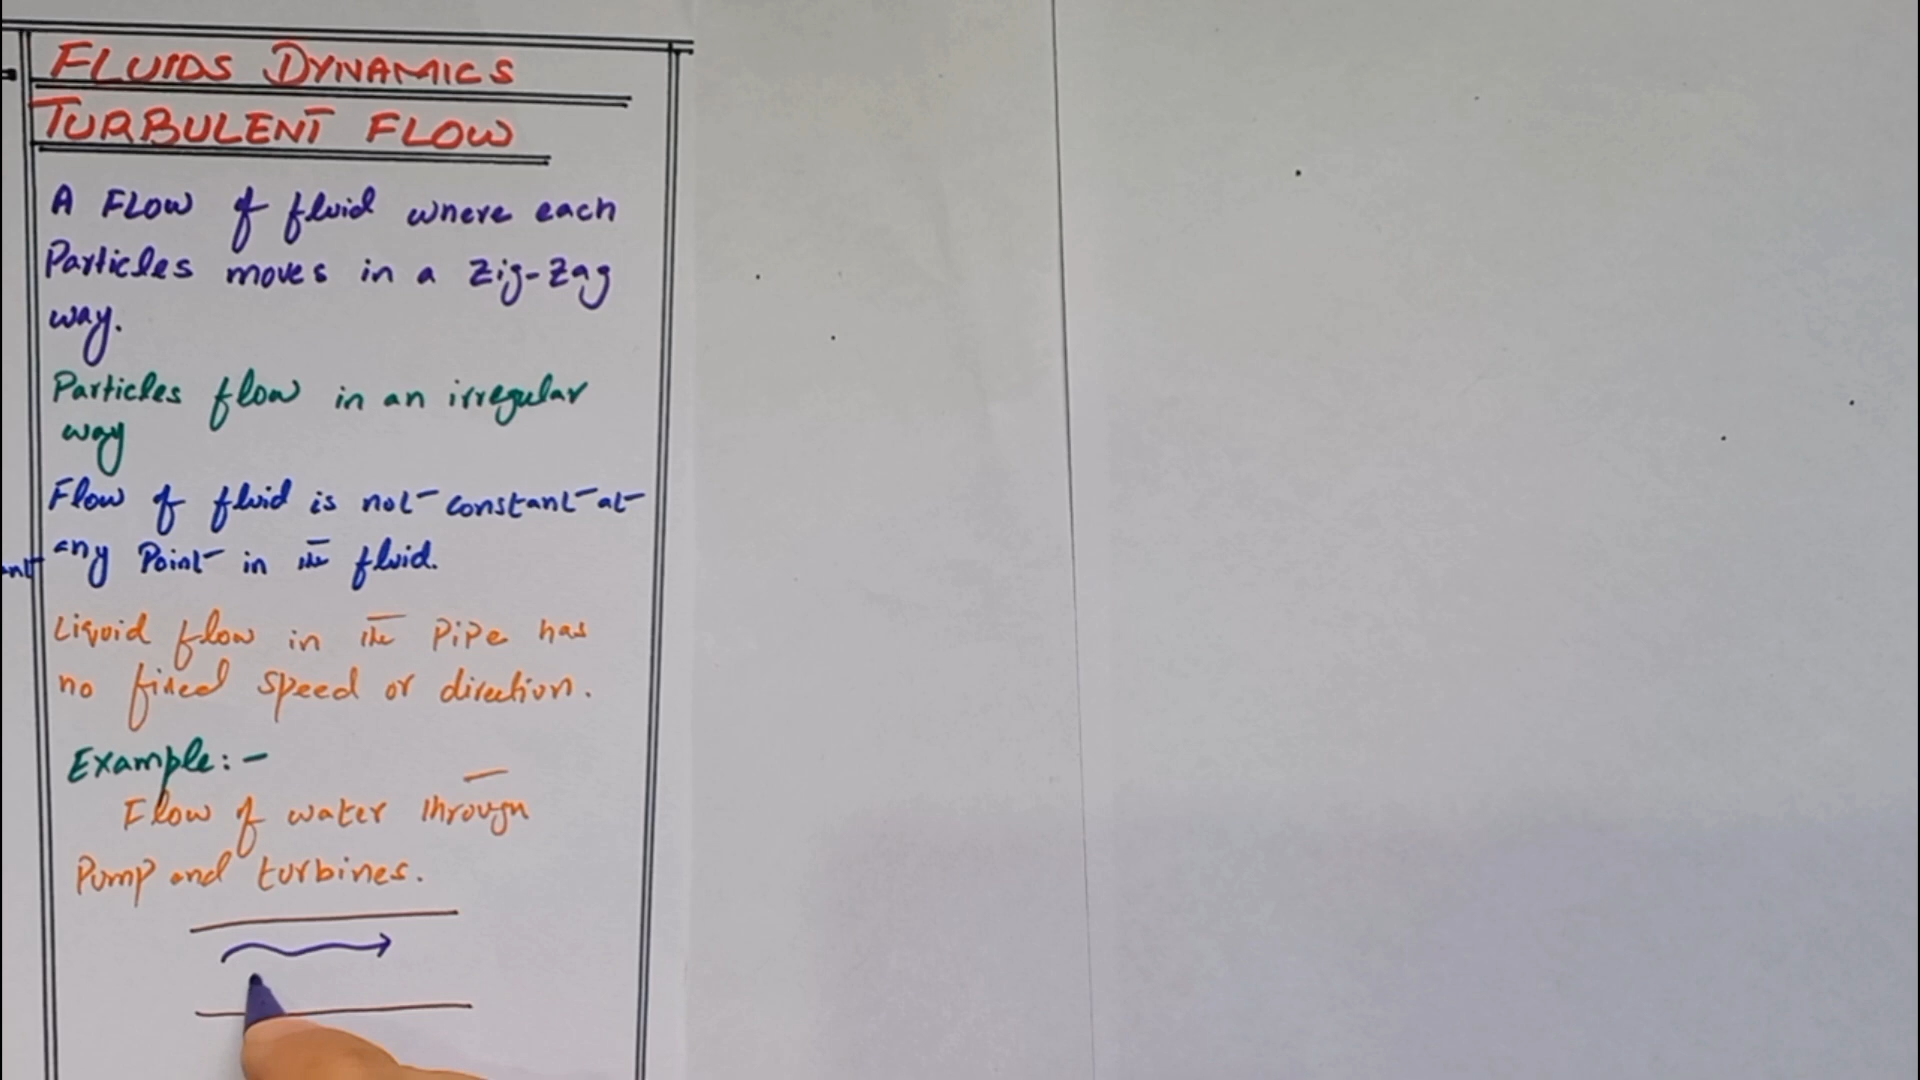 FLUIDS DYNAMICS
TURBULENT FLOW
A FLOW of fluid where each
Particles moves in a Zig-Zag
way.
Particles flow in an irregular
way
Flow of fluid is not constant at
any Point in the fluid.
Liquid flow in the PiPe has
no fixed speed or direction.
Example:-
Flow of water through
Pump and turbines.